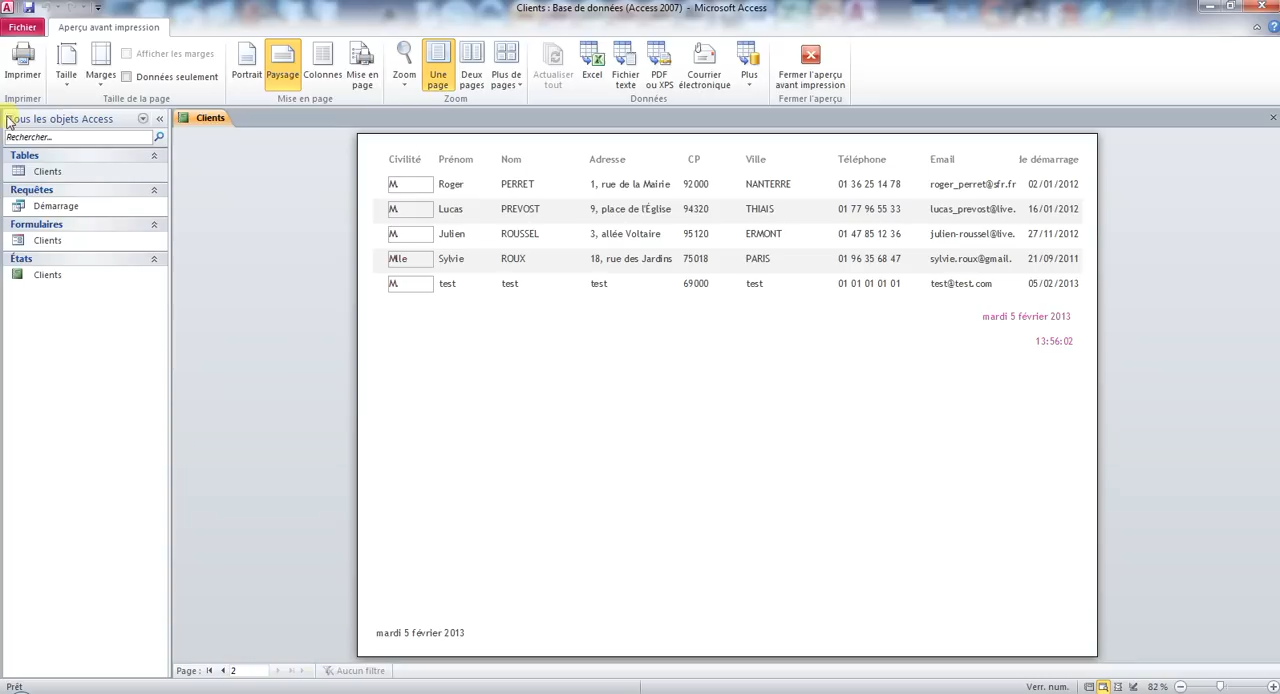 Clients : Base de données (Access 2007) - Microsoft Access
Fichier
Aperçu avant impression
Imprimer
Taille
Marges
Afficher les marges
Données seulement
Portrait
Paysage
Colonnes
Mise en page
Zoom
Une page
Deux pages
Plus de pages
Actualiser tout
Excel
Fichier texte
PDF ou XPS
Courrier électronique
Plus
Fermer l'aperçu avant impression
Imprimer
Taille de la page
Mise en page
Zoom
Données
Fermer l'aperçu
Tous les objets Access
Rechercher...
Tables
Clients
Requêtes
Démarrage
Formulaires
Clients
États
Clients
Clients
Civilité Prénom Nom Adresse CP Ville Téléphone Email le démarrage
M. Roger PERRET 1, rue de la Mairie 92000 NANTERRE 01 36 25 14 78 roger_perret@sfr.fr 02/01/2012
M. Lucas PREVOST 9, place de l'Église 94320 THIAIS 01 77 96 55 33 lucas_prevost@live. 16/01/2012
M. Julien ROUSSEL 3, allée Voltaire 95120 ERMONT 01 47 85 12 36 julien-roussel@live. 27/11/2012
Mlle Sylvie ROUX 18, rue des Jardins 75018 PARIS 01 96 35 68 47 sylvie.roux@gmail. 21/09/2011
M. test test test 69000 test 01 01 01 01 01 test@test.com 05/02/2013
mardi 5 février 2013
13:56:02
mardi 5 février 2013
Page : 2
Aucun filtre
Prêt
Verr. num.
82 %